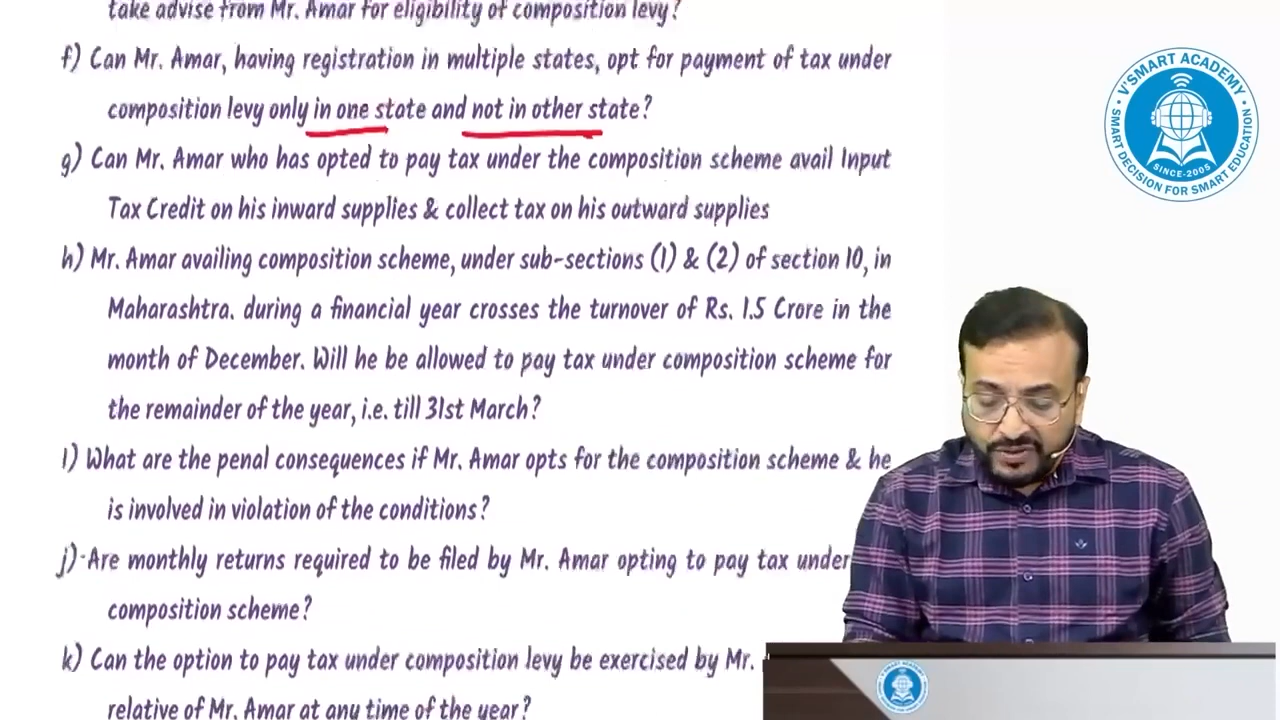 take advise from Mr. Amar for eligibility of composition levy?
f) Can Mr. Amar, having registration in multiple states, opt for payment of tax under
composition levy only in one state and not in other state?
g) Can Mr. Amar who has opted to pay tax under the composition scheme avail Input
Tax Credit on his inward supplies & collect tax on his outward supplies
h) Mr. Amar availing composition scheme, under sub-sections (1) & (2) of section 10, in
Maharashtra. during a financial year crosses the turnover of Rs. 1.5 Crore in the
month of December. Will he be allowed to pay tax under composition scheme for
the remainder of the year, i.e. till 31st March?
i) What are the penal consequences if Mr. Amar opts for the composition scheme & he
is involved in violation of the conditions?
j) Are monthly returns required to be filed by Mr. Amar opting to pay tax under
composition scheme?
k) Can the option to pay tax under composition levy be exercised by Mr.
relative of Mr. Amar at any time of the year?
V'SMART ACADEMY
SINCE-2005
SMART DECISION FOR SMART EDUCATION